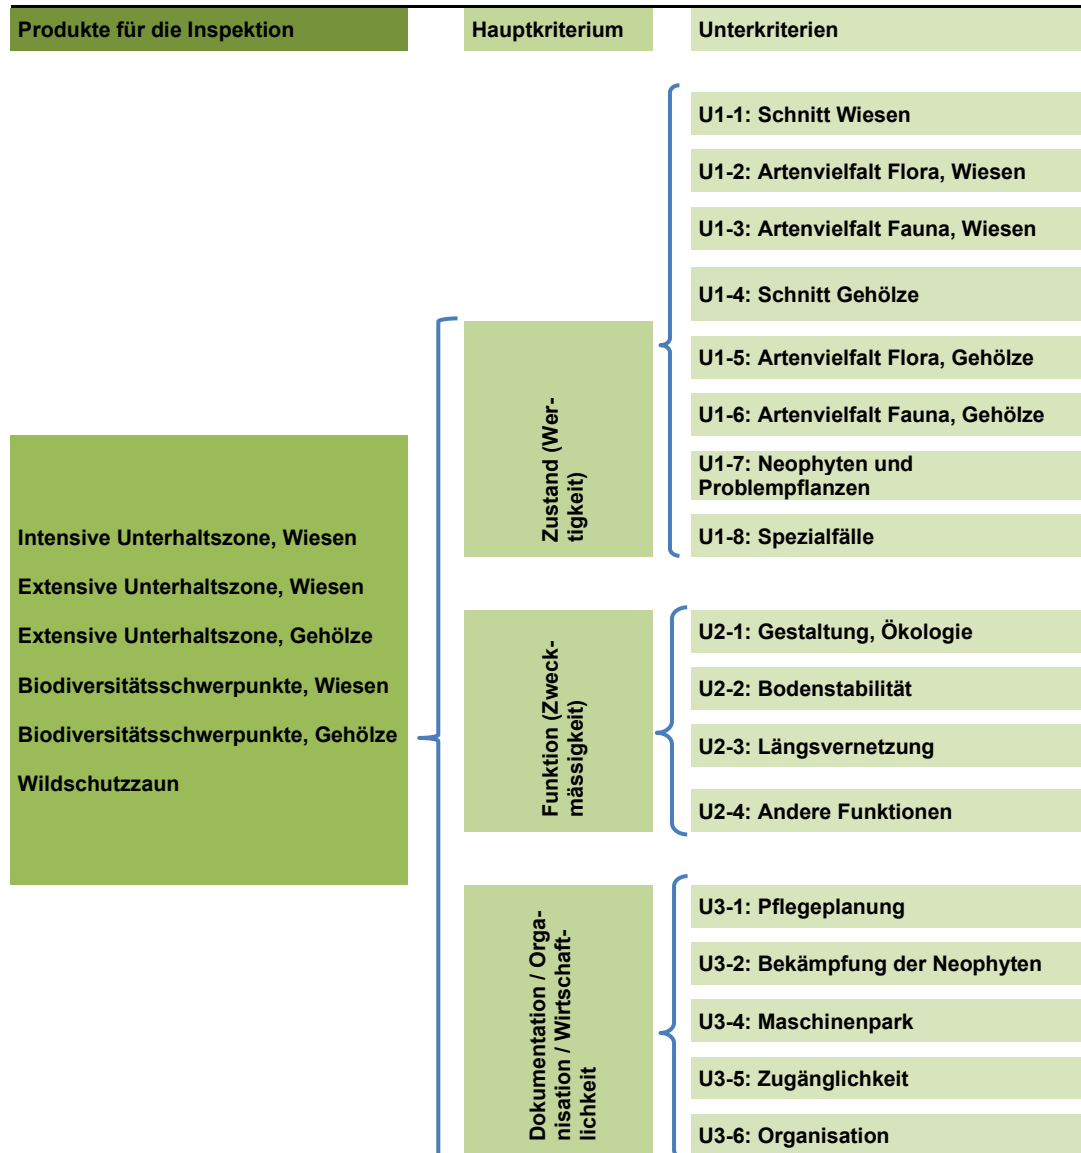 Produkte für die Inspektion
Hauptkriterium
Unterkriterien
Intensive Unterhaltszone, Wiesen
Extensive Unterhaltszone, Wiesen
Extensive Unterhaltszone, Gehölze
Biodiversitätsschwerpunkte, Wiesen
Biodiversitätsschwerpunkte, Gehölze
Wildschutzzaun
Zustand (Wer-
tigkeit)
U1-1: Schnitt Wiesen
U1-2: Artenvielfalt Flora, Wiesen
U1-3: Artenvielfalt Fauna, Wiesen
U1-4: Schnitt Gehölze
U1-5: Artenvielfalt Flora, Gehölze
U1-6: Artenvielfalt Fauna, Gehölze
U1-7: Neophyten und
Problempflanzen
U1-8: Spezialfälle
Funktion (Zweck-
mässigkeit)
U2-1: Gestaltung, Ökologie
U2-2: Bodenstabilität
U2-3: Längsvernetzung
U2-4: Andere Funktionen
Dokumentation / Orga-
nisation / Wirtschaft-
lichkeit
U3-1: Pflegeplanung
U3-2: Bekämpfung der Neophyten
U3-4: Maschinenpark
U3-5: Zugänglichkeit
U3-6: Organisation